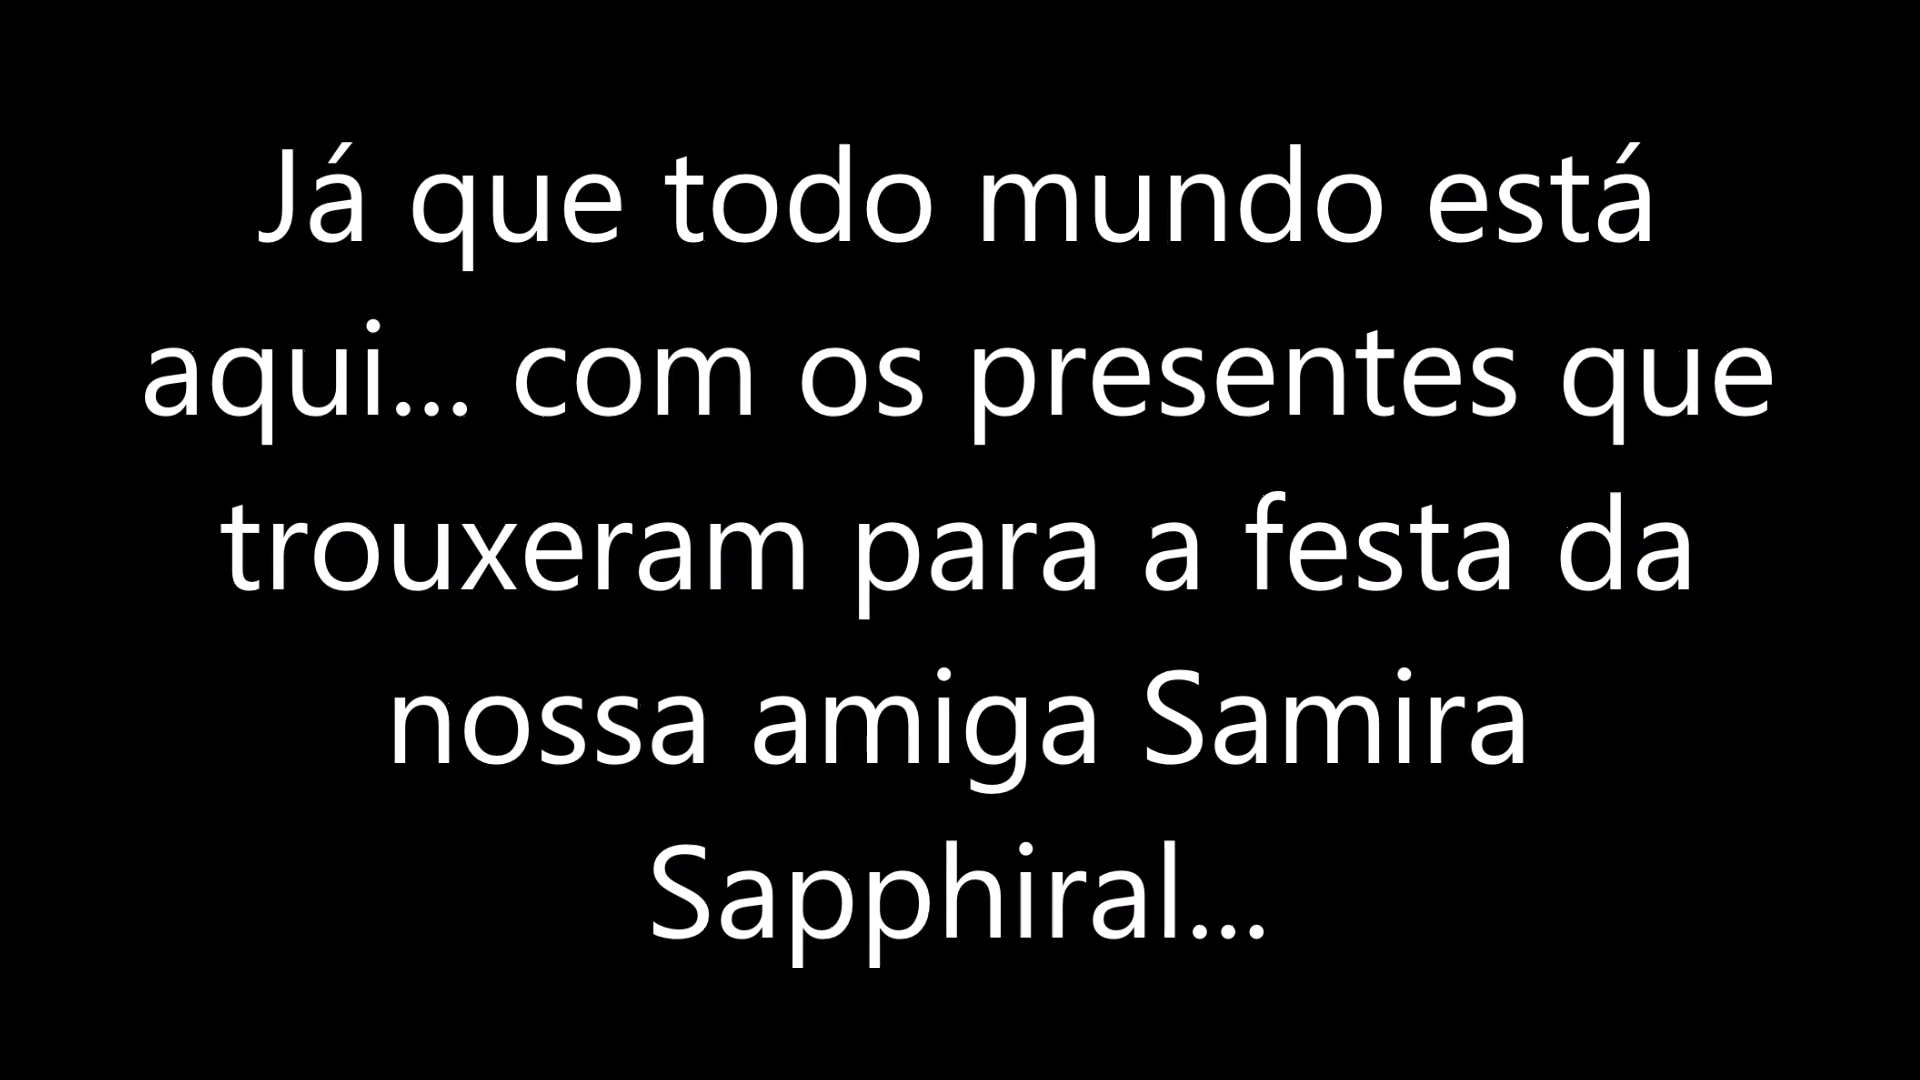 Já que todo mundo está
aqui... com os presentes que
trouxeram para a festa da
nossa amiga Samira
Sapphiral...